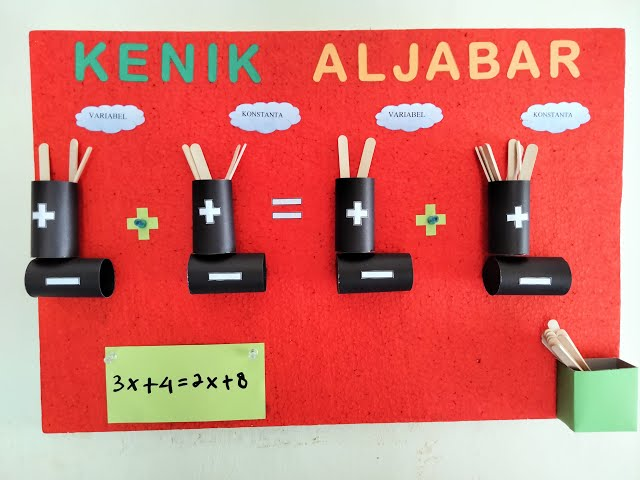 KENIK ALJABAR
VARIABEL KONSTANTA VARIABEL KONSTANTA
+ + + = + + +
- - - -
3x+4=2x+8